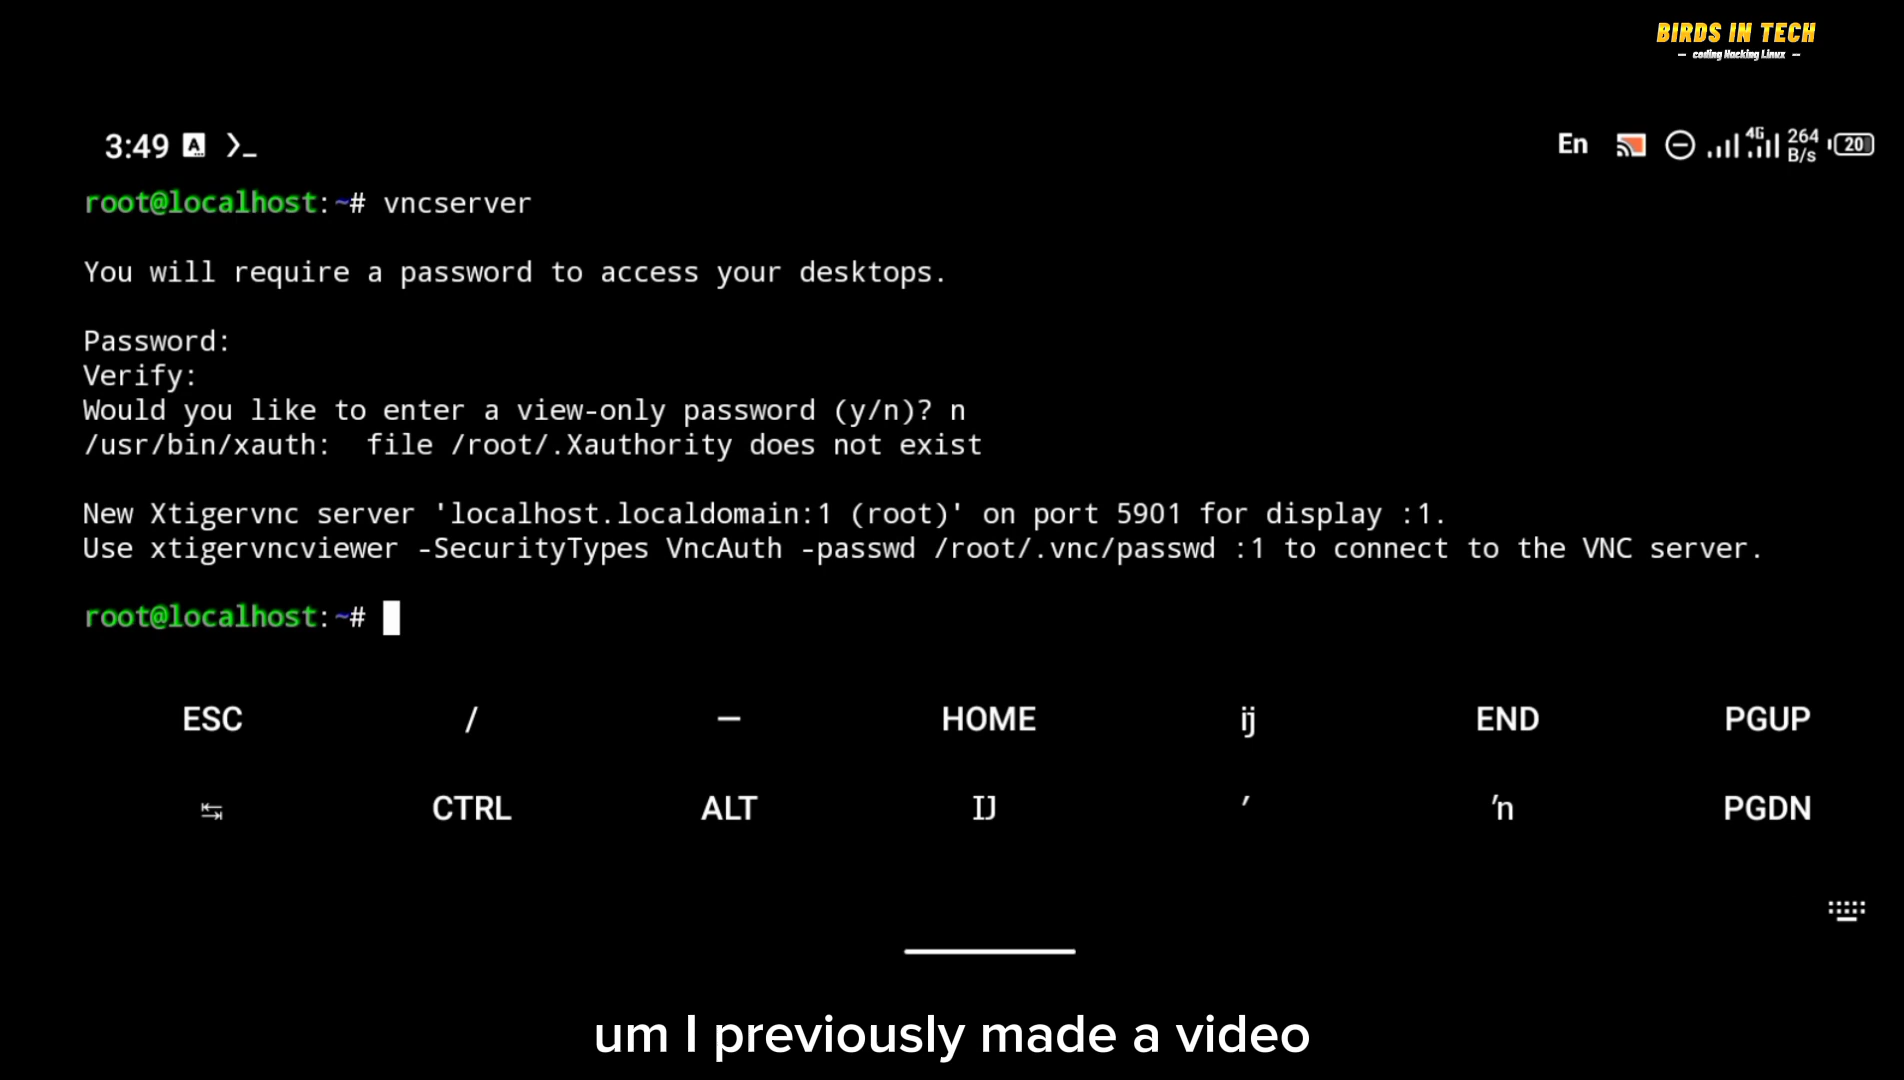 BIRDS IN TECH
— coding Hacking Linux —
3:49 A >_ En 4G 264 B/s 20
root@localhost:~# vncserver
You will require a password to access your desktops.
Password:
Verify:
Would you like to enter a view-only password (y/n)? n
/usr/bin/xauth:  file /root/.Xauthority does not exist
New Xtigervnc server 'localhost.localdomain:1 (root)' on port 5901 for display :1.
Use xtigervncviewer -SecurityTypes VncAuth -passwd /root/.vnc/passwd :1 to connect to the VNC server.
root@localhost:~#
ESC / — HOME ĳ END PGUP
↹ CTRL ALT Ĳ ′ ŉ PGDN
um I previously made a video